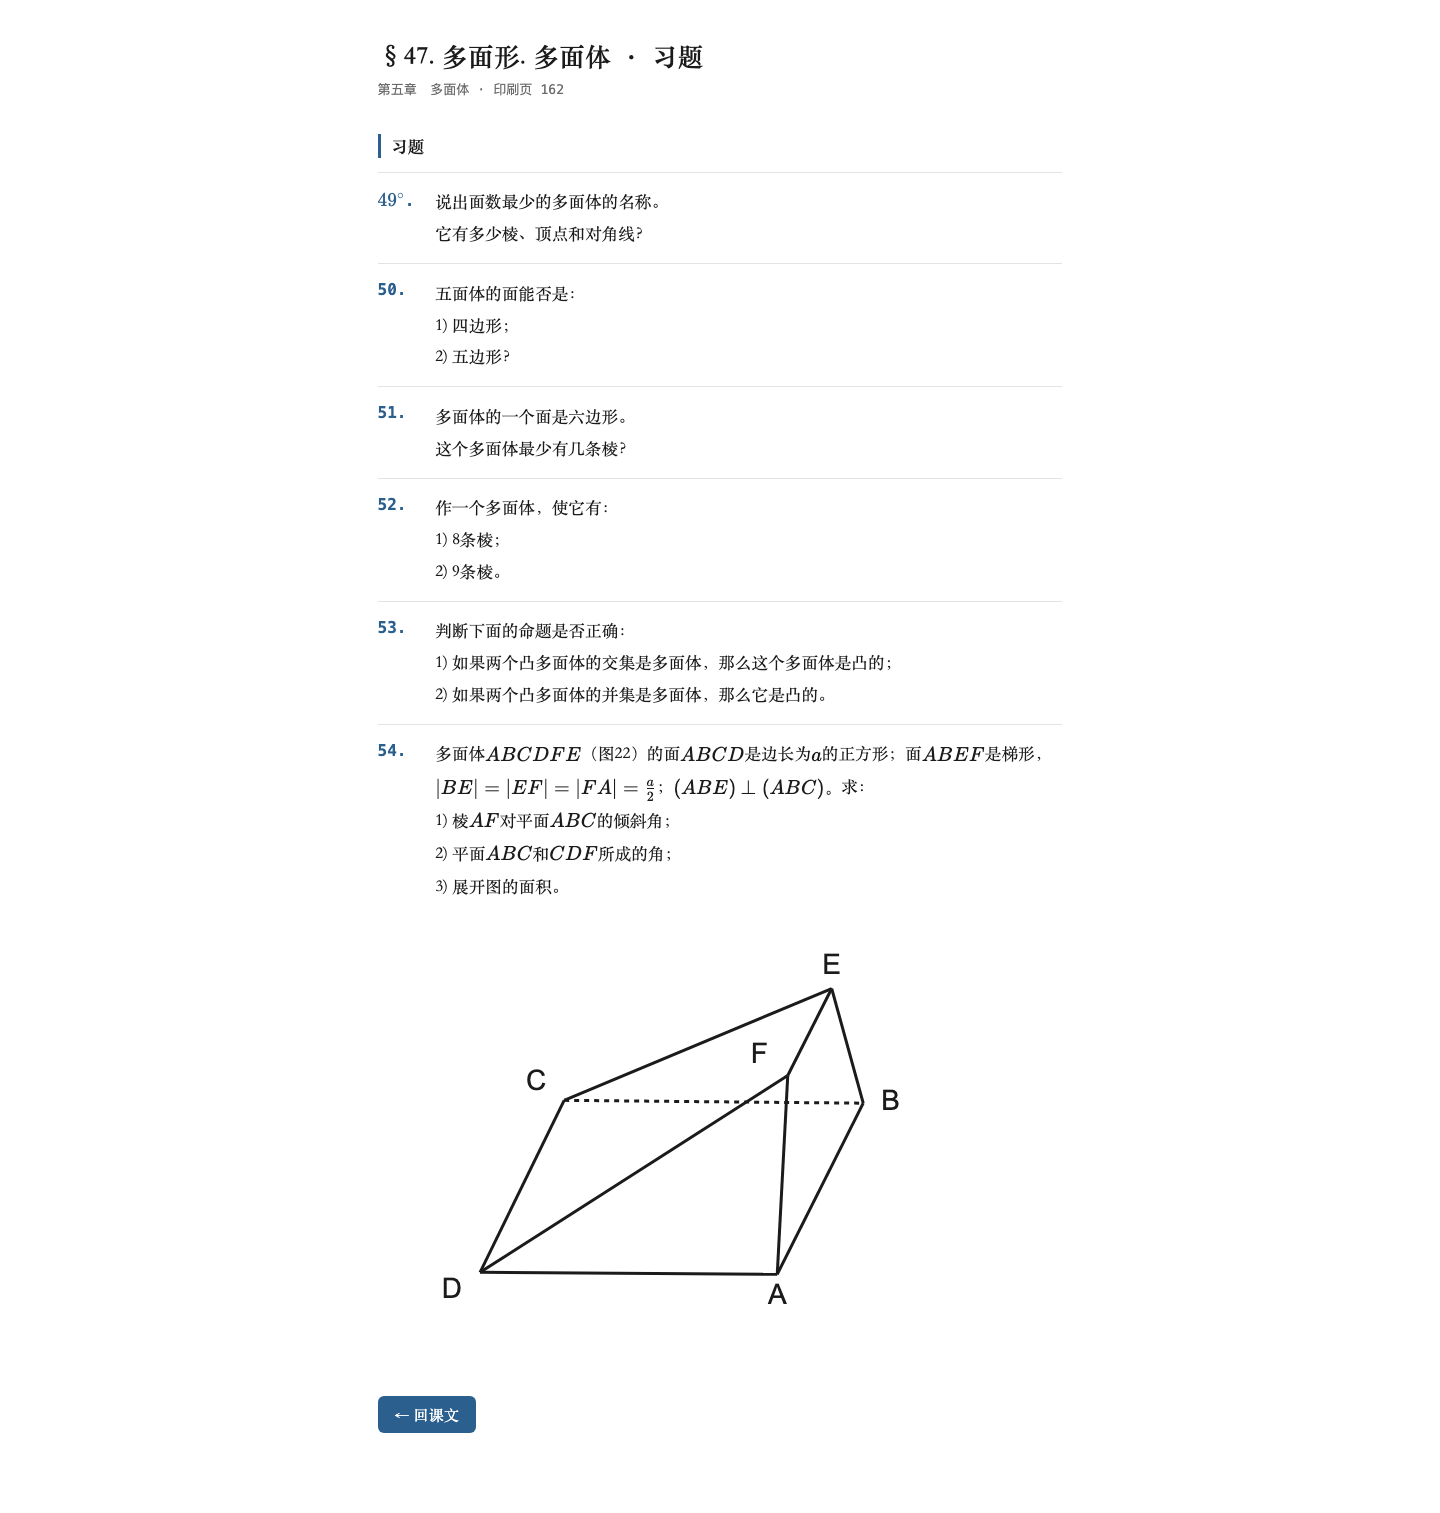 § 47. 多面形. 多面体 · 习题
第五章　多面体 · 印刷页 162
习题
49°. 说出面数最少的多面体的名称。
它有多少棱、顶点和对角线？
50. 五面体的面能否是：
1) 四边形；
2) 五边形？
51. 多面体的一个面是六边形。
这个多面体最少有几条棱？
52. 作一个多面体，使它有：
1) 8条棱；
2) 9条棱。
53. 判断下面的命题是否正确：
1) 如果两个凸多面体的交集是多面体，那么这个多面体是凸的；
2) 如果两个凸多面体的并集是多面体，那么它是凸的。
54. 多面体ABCDFE（图22）的面ABCD是边长为a的正方形；面ABEF是梯形，
|BE| = |EF| = |FA| = a/2；(ABE) ⊥ (ABC)。求：
1) 棱AF对平面ABC的倾斜角；
2) 平面ABC和CDF所成的角；
3) 展开图的面积。
E
F
C
B
D
A
← 回课文